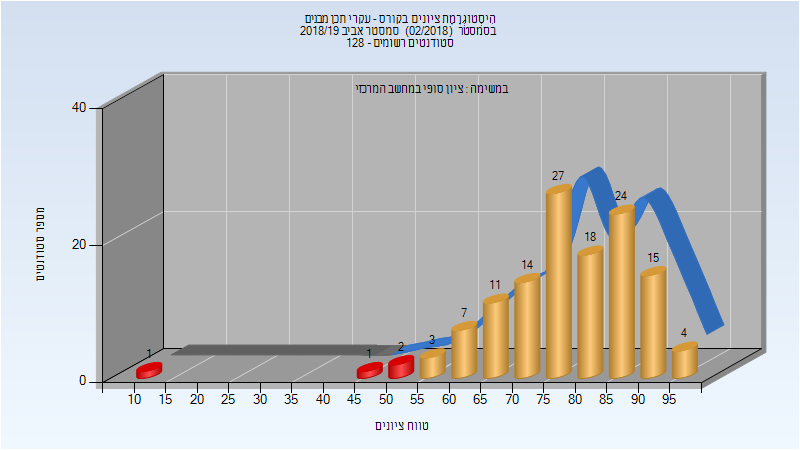 היסטוגרמת ציונים בקורס - עקרי תכן מבנים
בסמסטר (02/2018) סמסטר אביב 2018/19
סטודנטים רשומים - 128
במשימה : ציון סופי במחשב המרכזי
מספר סטודנטים
40
20
0
1
1
2
3
7
11
14
27
18
24
15
4
10 15 20 25 30 35 40 45 50 55 60 65 70 75 80 85 90 95
טווח ציונים